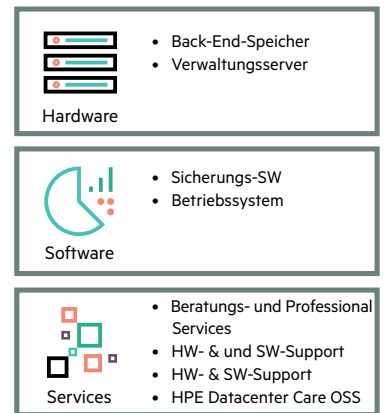 • Back-End-Speicher
• Verwaltungsserver
Hardware
• Sicherungs-SW
• Betriebssystem
Software
• Beratungs- und Professional
Services
• HW- & und SW-Support
• HW- & SW-Support
• HPE Datacenter Care OSS
Services